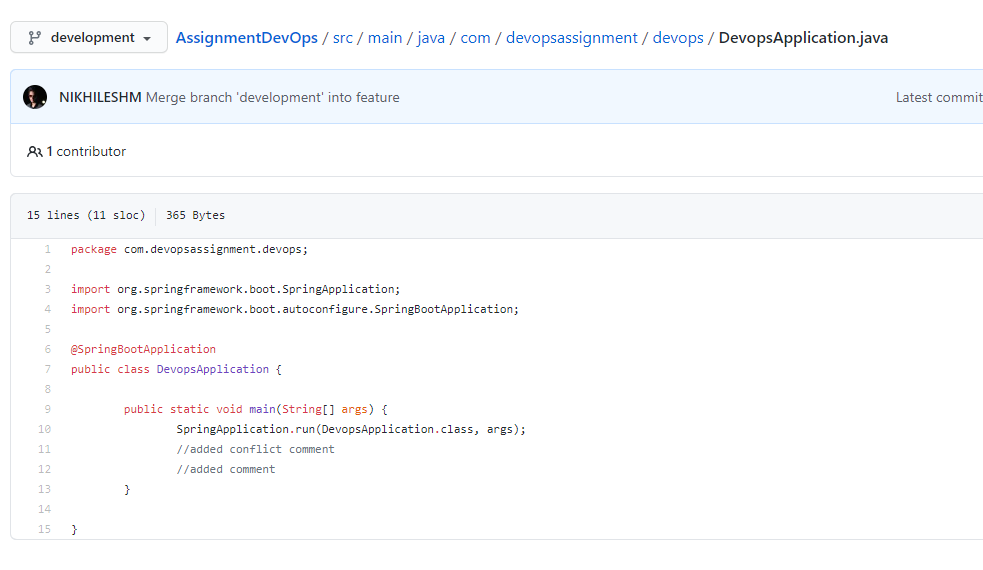 development AssignmentDevOps / src / main / java / com / devopsassignment / devops / DevopsApplication.java
NIKHILESHM Merge branch 'development' into feature Latest commit
1 contributor
15 lines (11 sloc) 365 Bytes
1 package com.devopsassignment.devops;
2
3 import org.springframework.boot.SpringApplication;
4 import org.springframework.boot.autoconfigure.SpringBootApplication;
5
6 @SpringBootApplication
7 public class DevopsApplication {
8
9 public static void main(String[] args) {
10 SpringApplication.run(DevopsApplication.class, args);
11 //added conflict comment
12 //added comment
13 }
14
15 }